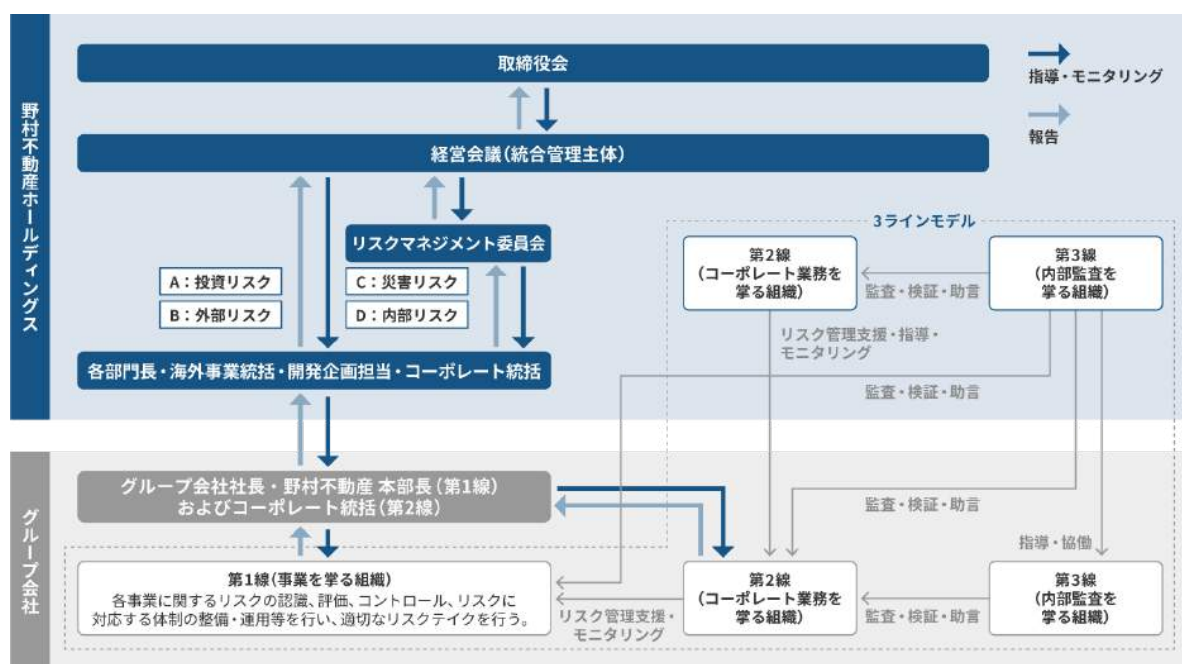 野村不動産ホールディングス
取締役会
指導・モニタリング
報告
経営会議(統合管理主体)
3ラインモデル
リスクマネジメント委員会
A:投資リスク
B:外部リスク
C:災害リスク
D:内部リスク
第2線
(コーポレート業務を
掌る組織)
監査・検証・助言
第3線
(内部監査を
掌る組織)
リスク管理支援・指導・
モニタリング
各部門長・海外事業統括・開発企画担当・コーポレート統括
監査・検証・助言
グループ会社
グループ会社社長・野村不動産 本部長(第1線)
およびコーポレート統括(第2線)
監査・検証・助言
指導・協働
第1線(事業を掌る組織)
各事業に関するリスクの認識、評価、コントロール、リスクに
対応する体制の整備・運用等を行い、適切なリスクテイクを行う。
リスク管理支援・
モニタリング
第2線
(コーポレート業務を
掌る組織)
監査・検証・助言
第3線
(内部監査を
掌る組織)